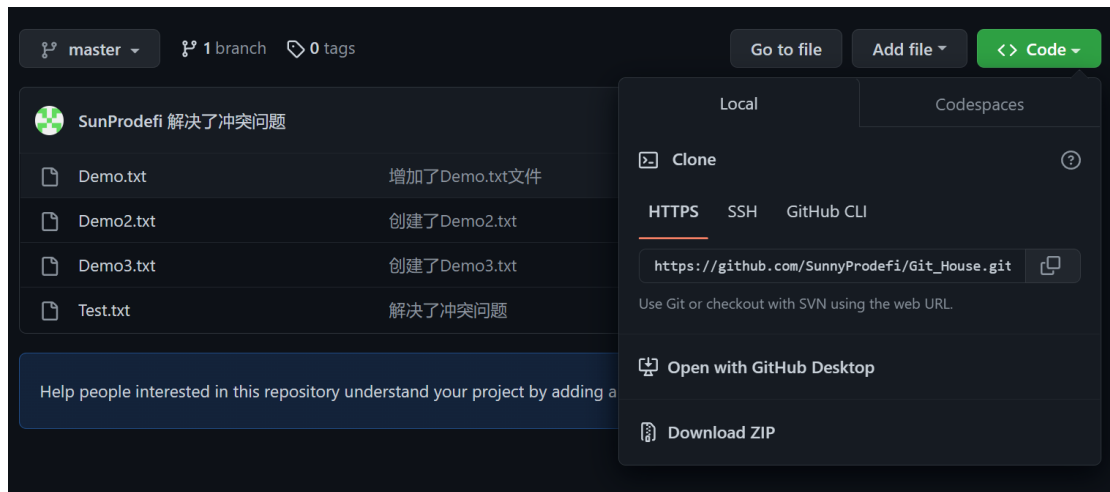 master 1 branch 0 tags Go to file Add file <> Code
SunProdefi 解决了冲突问题
Local Codespaces
Clone
Demo.txt 增加了Demo.txt文件
HTTPS SSH GitHub CLI
Demo2.txt 创建了Demo2.txt
Demo3.txt 创建了Demo3.txt
https://github.com/SunnyProdefi/Git_House.git
Test.txt 解决了冲突问题
Use Git or checkout with SVN using the web URL.
Open with GitHub Desktop
Help people interested in this repository understand your project by adding a
Download ZIP